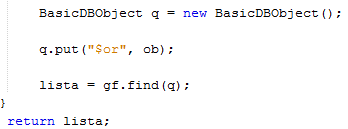 BasicDBObject q = new BasicDBObject();
q.put("$or", ob);
lista = gf.find(q);
}
return lista;